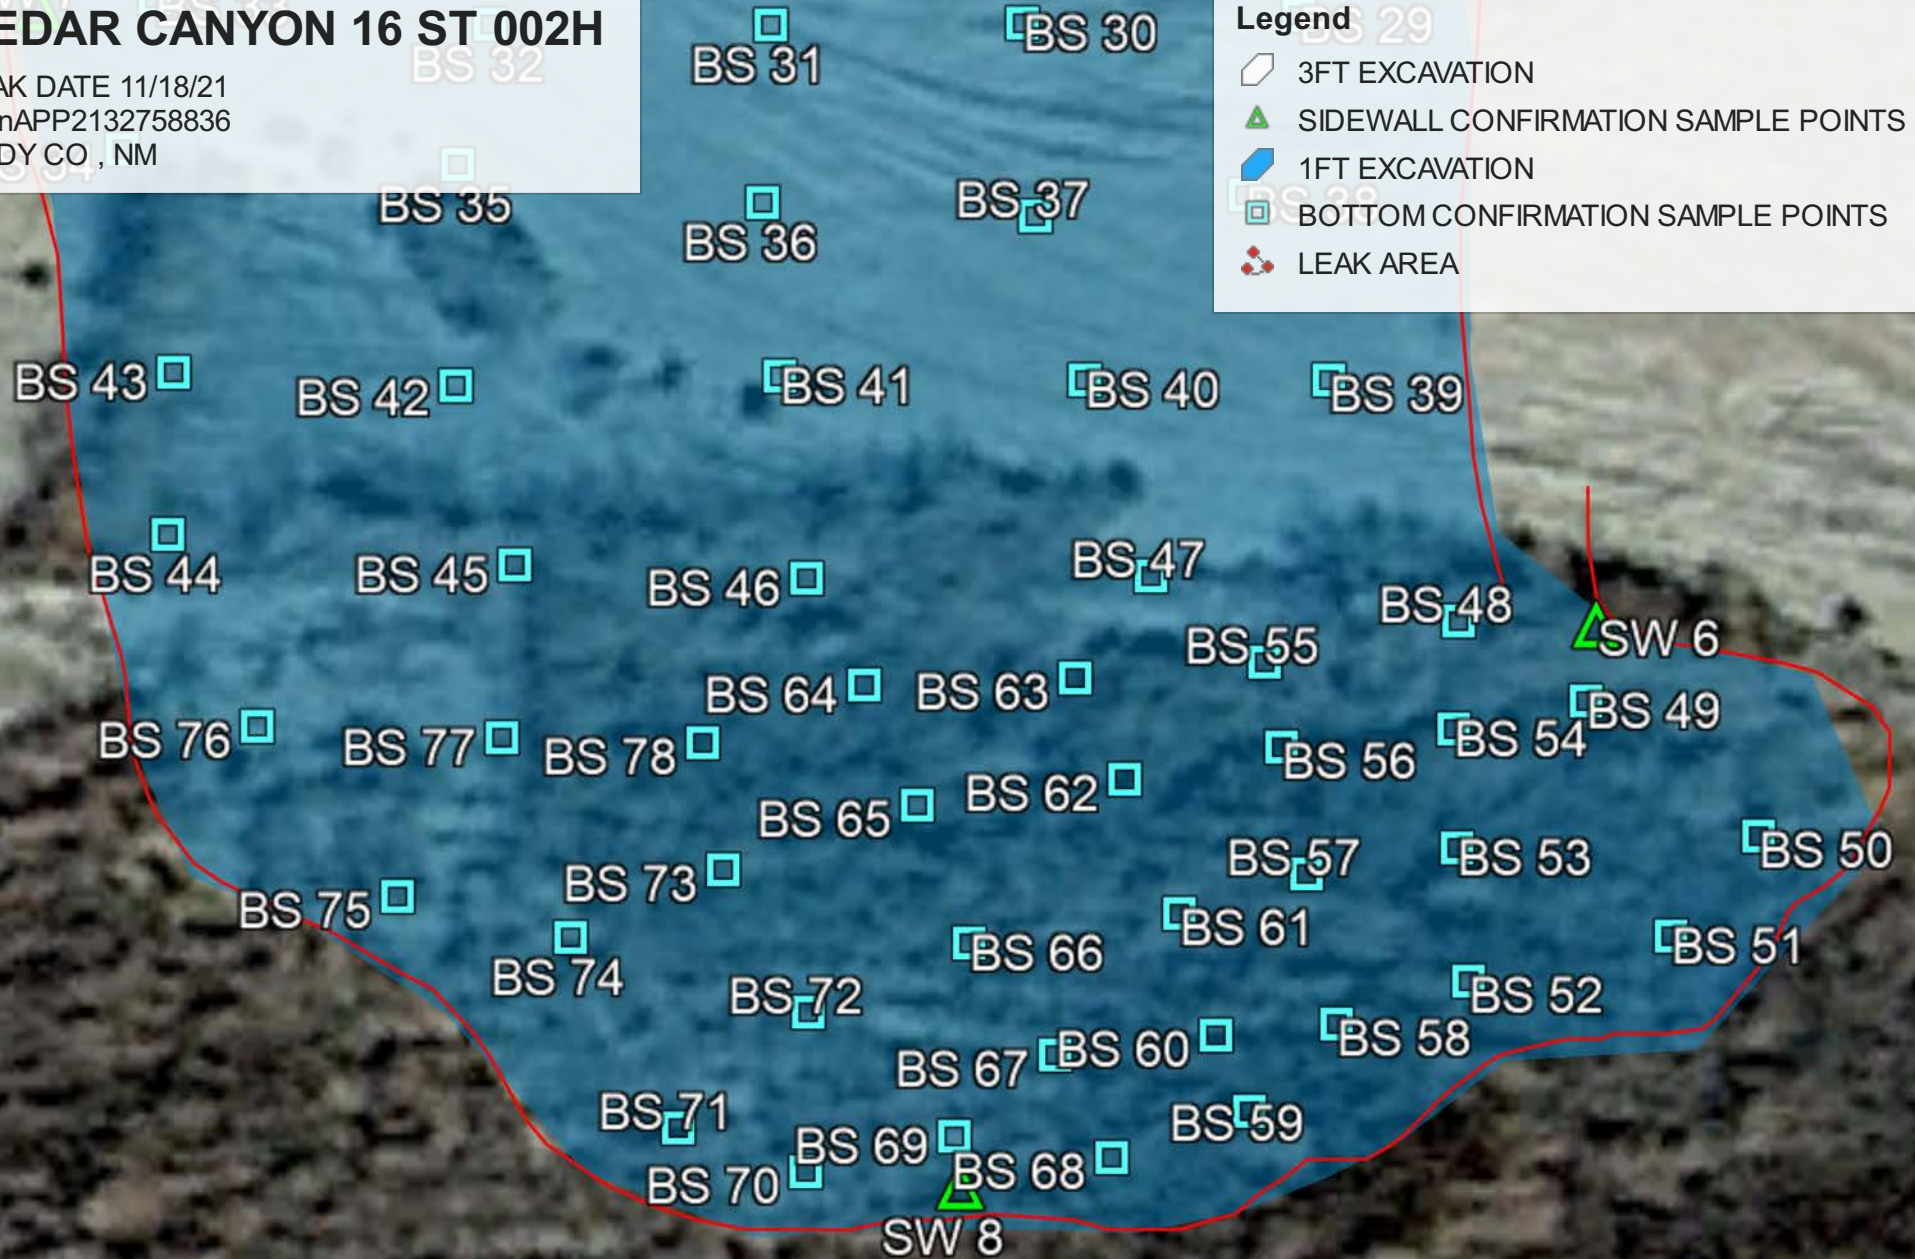 EDAR CANYON 16 ST 002H
AK DATE 11/18/21
nAPP2132758836
DY CO , NM
Legend
3FT EXCAVATION
SIDEWALL CONFIRMATION SAMPLE POINTS
1FT EXCAVATION
BOTTOM CONFIRMATION SAMPLE POINTS
LEAK AREA
BS 33
BS 32
BS 31
BS 30
BS 29
BS 35
BS 36
BS 37
BS 38
BS 43
BS 42
BS 41
BS 40
BS 39
BS 44
BS 45
BS 46
BS 47
BS 48
SW 6
BS 55
BS 64
BS 63
BS 49
BS 76
BS 77
BS 78
BS 56
BS 54
BS 65
BS 62
BS 57
BS 53
BS 50
BS 75
BS 73
BS 61
BS 74
BS 66
BS 51
BS 72
BS 52
BS 67
BS 60
BS 58
BS 71
BS 69
BS 59
BS 70
BS 68
SW 8